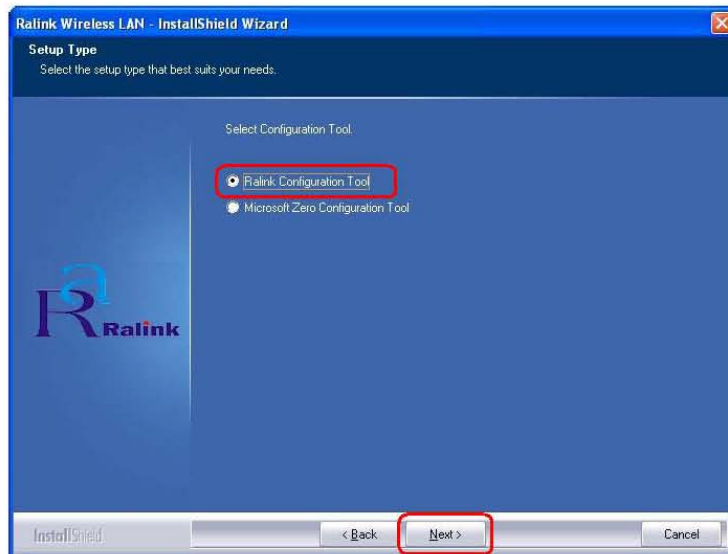 Ralink Wireless LAN - InstallShield Wizard
Setup Type
Select the setup type that best suits your needs.
Select Configuration Tool.
Ralink Configuration Tool
Microsoft Zero Configuration Tool
Ra
Ralink
InstallShield
< Back
Next >
Cancel